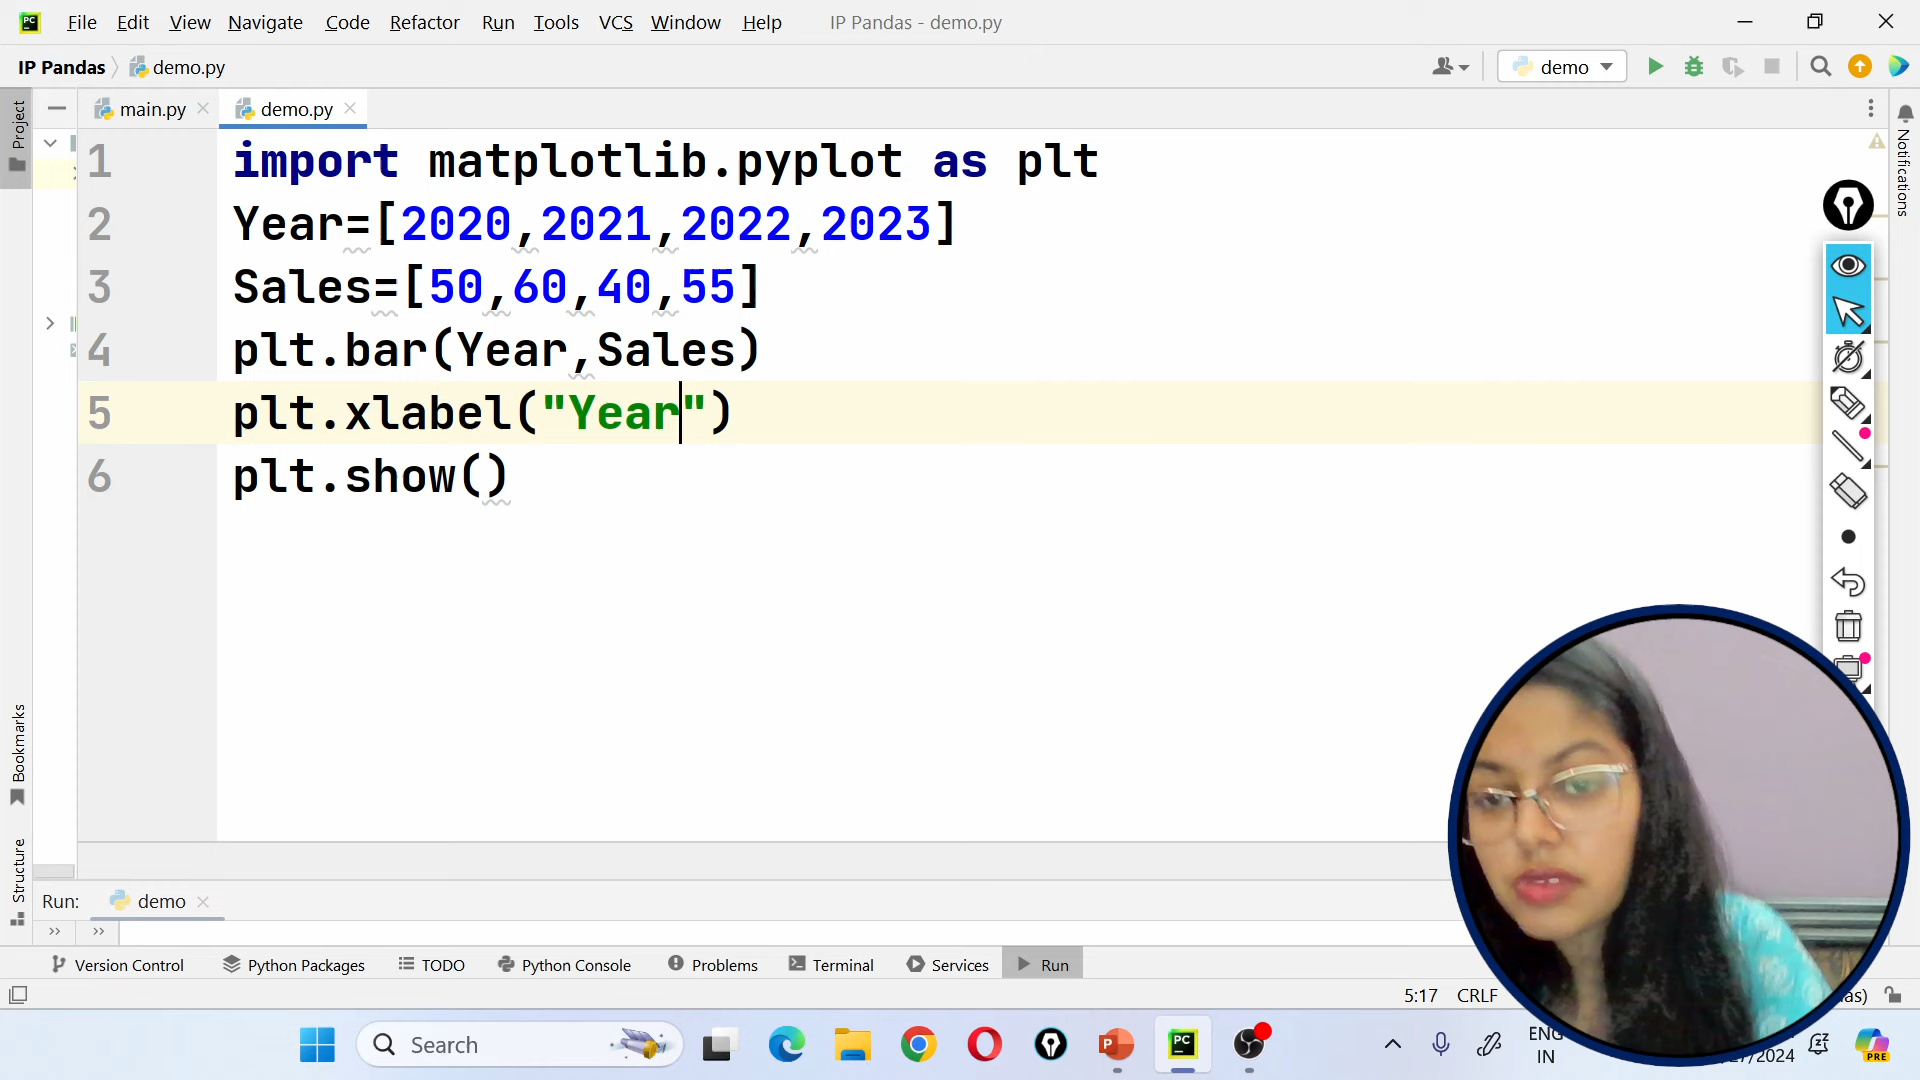 File Edit View Navigate Code Refactor Run Tools VCS Window Help IP Pandas - demo.py
IP Pandas demo.py demo
Project main.py demo.py Notifications
1 import matplotlib.pyplot as plt
2 Year=[2020,2021,2022,2023]
3 Sales=[50,60,40,55]
4 plt.bar(Year,Sales)
5 plt.xlabel("Year")
6 plt.show()
Bookmarks
Structure
Run: demo
Version Control Python Packages TODO Python Console Problems Terminal Services Run
5:17 CRLF as)
Search ENG
IN /2024 PRE